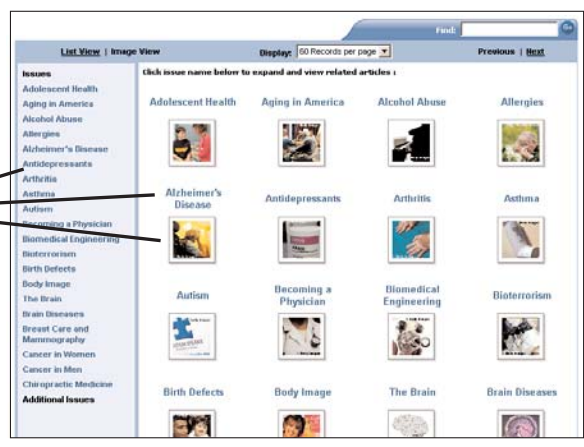 Find:
Go
List View | Image View
Display: 60 Records per page
Previous | Next
Issues
Adolescent Health
Aging in America
Alcohol Abuse
Allergies
Alzheimer's Disease
Antidepressants
Arthritis
Asthma
Autism
Becoming a Physician
Biomedical Engineering
Bioterrorism
Birth Defects
Body Image
The Brain
Brain Diseases
Breast Care and
Mammography
Cancer in Women
Cancer in Men
Chiropractic Medicine
Additional Issues
Click issue name below to expand and view related articles :
Adolescent Health
Aging in America
Alcohol Abuse
Allergies
Alzheimer's
Disease
Antidepressants
Arthritis
Asthma
Autism
Becoming a
Physician
Biomedical
Engineering
Bioterrorism
Birth Defects
Body Image
The Brain
Brain Diseases